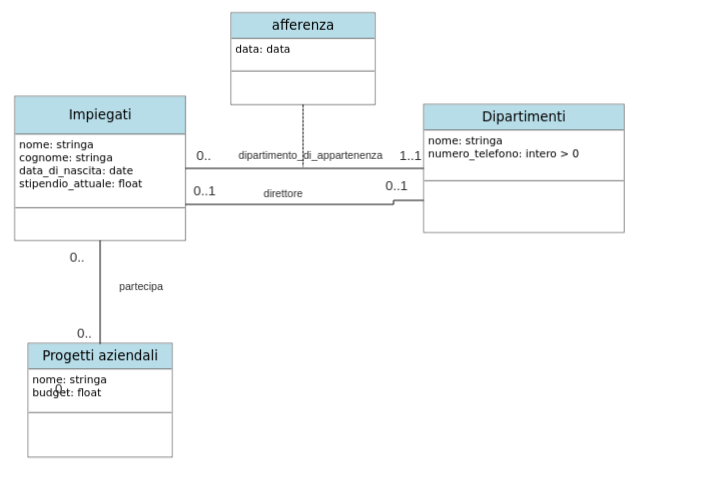 afferenza
data: data
Impiegati
nome: stringa
cognome: stringa
data_di_nascita: date
stipendio_attuale: float
0..
dipartimento_di_appartenenza
1..1
0..1
direttore
0..1
Dipartimenti
nome: stringa
numero_telefono: intero > 0
0..
partecipa
0..
Progetti aziendali
nome: stringa
0..
budget: float